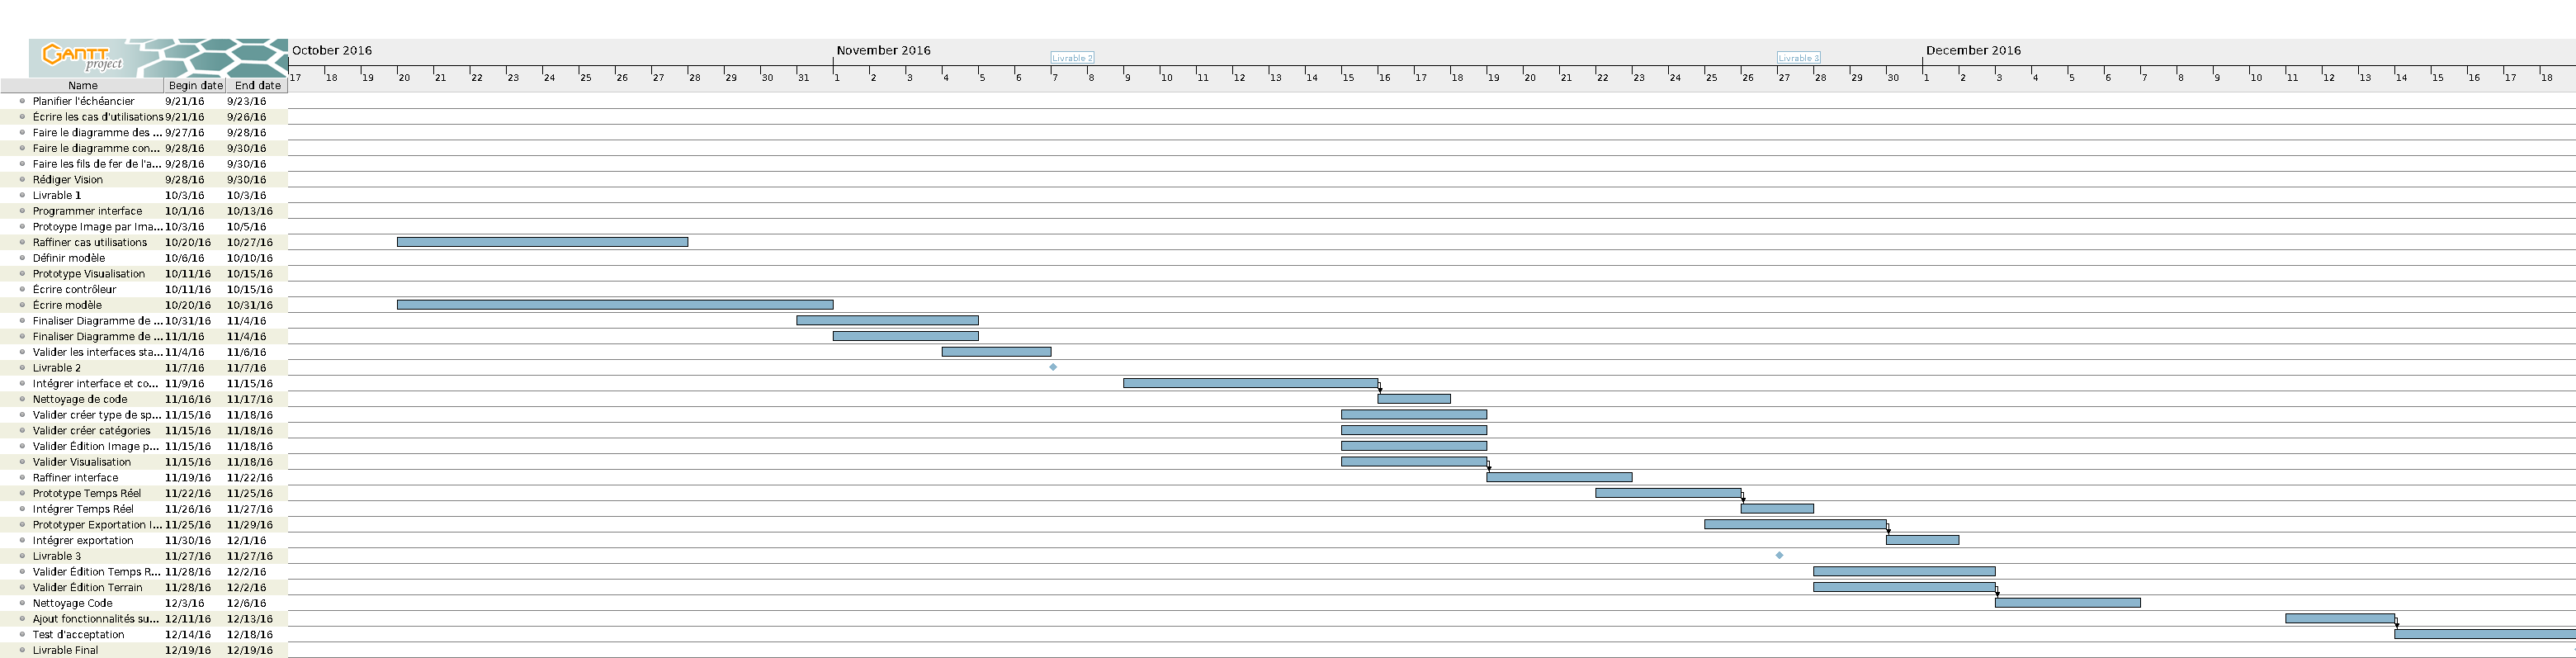 GANTT
project
October 2016 November 2016 December 2016
Livrable 2 Livrable 3
17 18 19 20 21 22 23 24 25 26 27 28 29 30 31 1 2 3 4 5 6 7 8 9 10 11 12 13 14 15 16 17 18 19 20 21 22 23 24 25 26 27 28 29 30 1 2 3 4 5 6 7 8 9 10 11 12 13 14 15 16 17 18
Name Begin date End date
Planifier l'échéancier 9/21/16 9/23/16
Écrire les cas d'utilisations 9/21/16 9/26/16
Faire le diagramme des ... 9/27/16 9/28/16
Faire le diagramme con... 9/28/16 9/30/16
Faire les fils de fer de l'a... 9/28/16 9/30/16
Rédiger Vision 9/28/16 9/30/16
Livrable 1 10/3/16 10/3/16
Programmer interface 10/1/16 10/13/16
Protoype Image par Ima... 10/3/16 10/5/16
Raffiner cas utilisations 10/20/16 10/27/16
Définir modèle 10/6/16 10/10/16
Prototype Visualisation 10/11/16 10/15/16
Écrire contrôleur 10/11/16 10/15/16
Écrire modèle 10/20/16 10/31/16
Finaliser Diagramme de ... 10/31/16 11/4/16
Finaliser Diagramme de ... 11/1/16 11/4/16
Valider les interfaces sta... 11/4/16 11/6/16
Livrable 2 11/7/16 11/7/16
Intégrer interface et co... 11/9/16 11/15/16
Nettoyage de code 11/16/16 11/17/16
Valider créer type de sp... 11/15/16 11/18/16
Valider créer catégories 11/15/16 11/18/16
Valider Édition Image p... 11/15/16 11/18/16
Valider Visualisation 11/15/16 11/18/16
Raffiner interface 11/19/16 11/22/16
Prototype Temps Réel 11/22/16 11/25/16
Intégrer Temps Réel 11/26/16 11/27/16
Prototyper Exportation I... 11/25/16 11/29/16
Intégrer exportation 11/30/16 12/1/16
Livrable 3 11/27/16 11/27/16
Valider Édition Temps R... 11/28/16 12/2/16
Valider Édition Terrain 11/28/16 12/2/16
Nettoyage Code 12/3/16 12/6/16
Ajout fonctionnalités su... 12/11/16 12/13/16
Test d'acceptation 12/14/16 12/18/16
Livrable Final 12/19/16 12/19/16